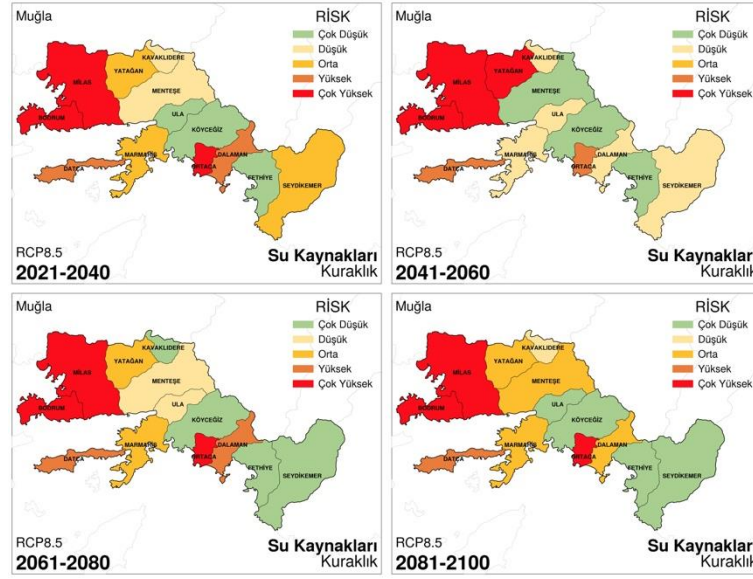 Muğla
RİSK
Çok Düşük
Düşük
Orta
Yüksek
Çok Yüksek
KAVAKLIDERE
YATAĞAN
MİLAS
MENTEŞE
BODRUM
ULA
KÖYCEĞİZ
MARMARİS
DALAMAN
ORTACA
DATÇA
FETHİYE
SEYDİKEMER
RCP8.5
2021-2040
Su Kaynakları
Kuraklık
Muğla
RİSK
Çok Düşük
Düşük
Orta
Yüksek
Çok Yüksek
KAVAKLIDERE
YATAĞAN
MİLAS
MENTEŞE
BODRUM
ULA
KÖYCEĞİZ
MARMARİS
DALAMAN
ORTACA
DATÇA
FETHİYE
SEYDİKEMER
RCP8.5
2041-2060
Su Kaynakları
Kuraklık
Muğla
RİSK
Çok Düşük
Düşük
Orta
Yüksek
Çok Yüksek
KAVAKLIDERE
YATAĞAN
MİLAS
MENTEŞE
BODRUM
ULA
KÖYCEĞİZ
MARMARİS
DALAMAN
ORTACA
DATÇA
FETHİYE
SEYDİKEMER
RCP8.5
2061-2080
Su Kaynakları
Kuraklık
Muğla
RİSK
Çok Düşük
Düşük
Orta
Yüksek
Çok Yüksek
KAVAKLIDERE
YATAĞAN
MİLAS
MENTEŞE
BODRUM
ULA
KÖYCEĞİZ
MARMARİS
DALAMAN
ORTACA
DATÇA
FETHİYE
SEYDİKEMER
RCP8.5
2081-2100
Su Kaynakları
Kuraklık